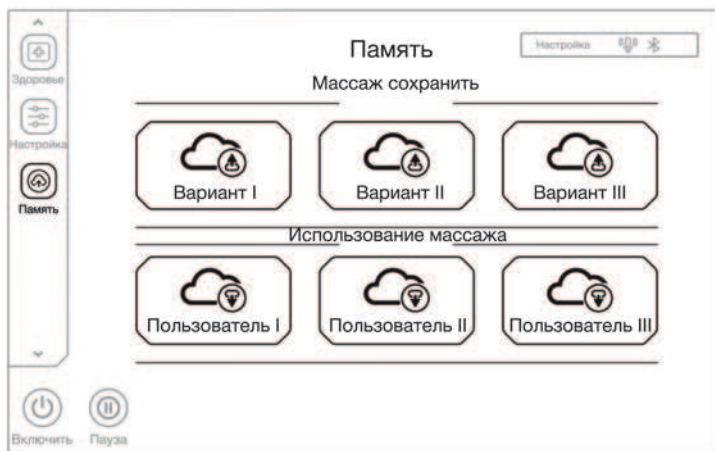 Память
Настройка
Массаж сохранить
Здоровье
Настройка
Память
Вариант I
Вариант II
Вариант III
Использование массажа
Пользователь I
Пользователь II
Пользователь III
Включить
Пауза